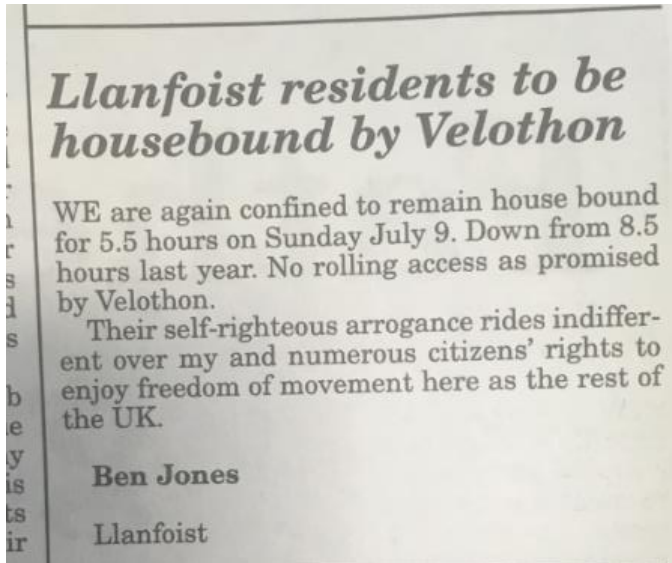 Llanfoist residents to be
housebound by Velothon
WE are again confined to remain house bound
for 5.5 hours on Sunday July 9. Down from 8.5
hours last year. No rolling access as promised
by Velothon.
Their self-righteous arrogance rides indiffer-
ent over my and numerous citizens' rights to
enjoy freedom of movement here as the rest of
the UK.
Ben Jones
Llanfoist